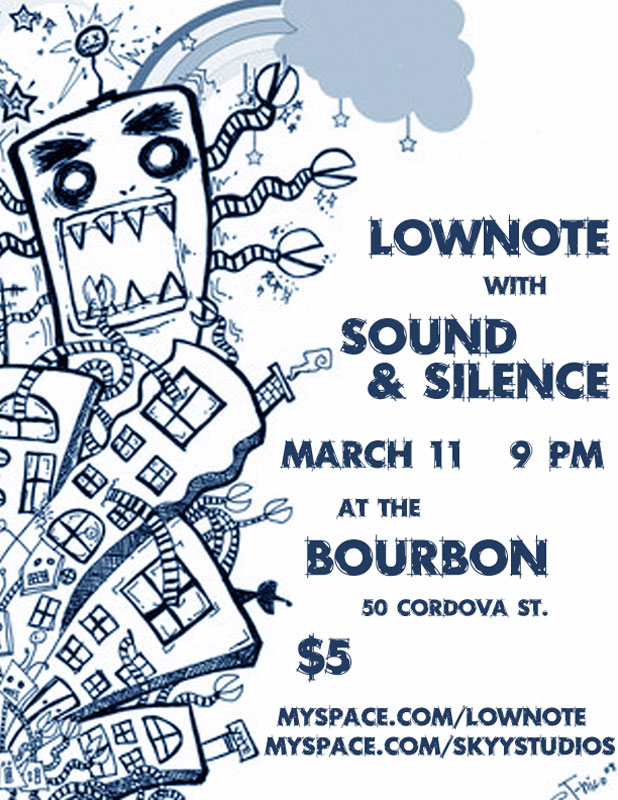 LOWNOTE
WITH
SOUND
& SILENCE
MARCH 11 9 PM
AT THE
BOURBON
50 CORDOVA ST.
$5
MYSPACE.COM/LOWNOTE
MYSPACE.COM/SKYYSTUDIOS